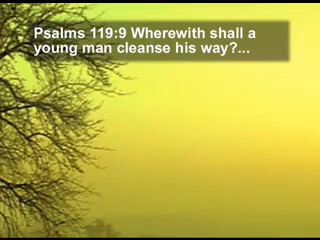 Psalms 119:9 Wherewith shall a
young man cleanse his way?...